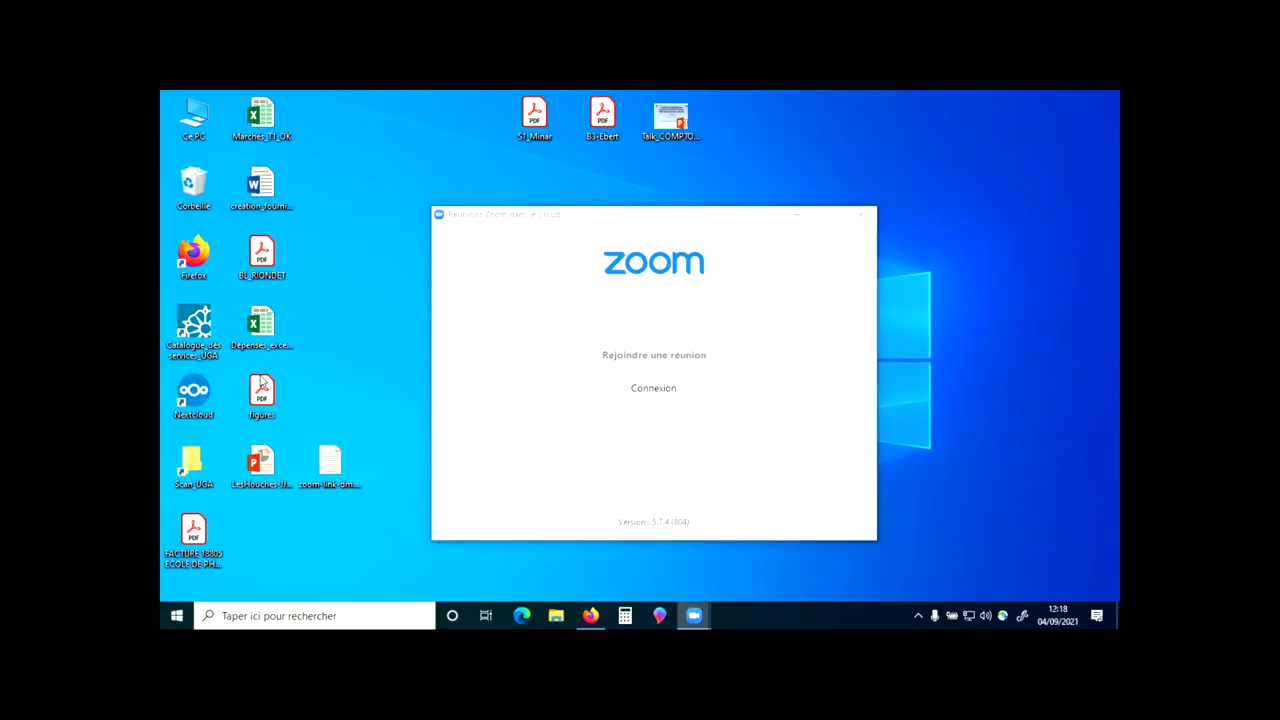 Ce PC
Marchés_T1_OK
S1_Minar
B3-Ebert
Talk_COMPTO...
Corbeille
creation_fourni...
Réunions Zoom dans le Cloud
zoom
Firefox
BL_RIONDET
Catalogue_des
services_UGA
Dépenses_exce...
Rejoindre une réunion
Connexion
Nextcloud
figures
Scan_UGA
LesHouches-JJ...
zoom-link-dm...
Version : 5.7.4 (804)
FACTURE 18805
ECOLE DE PH...
Taper ici pour rechercher
12:18
04/09/2021